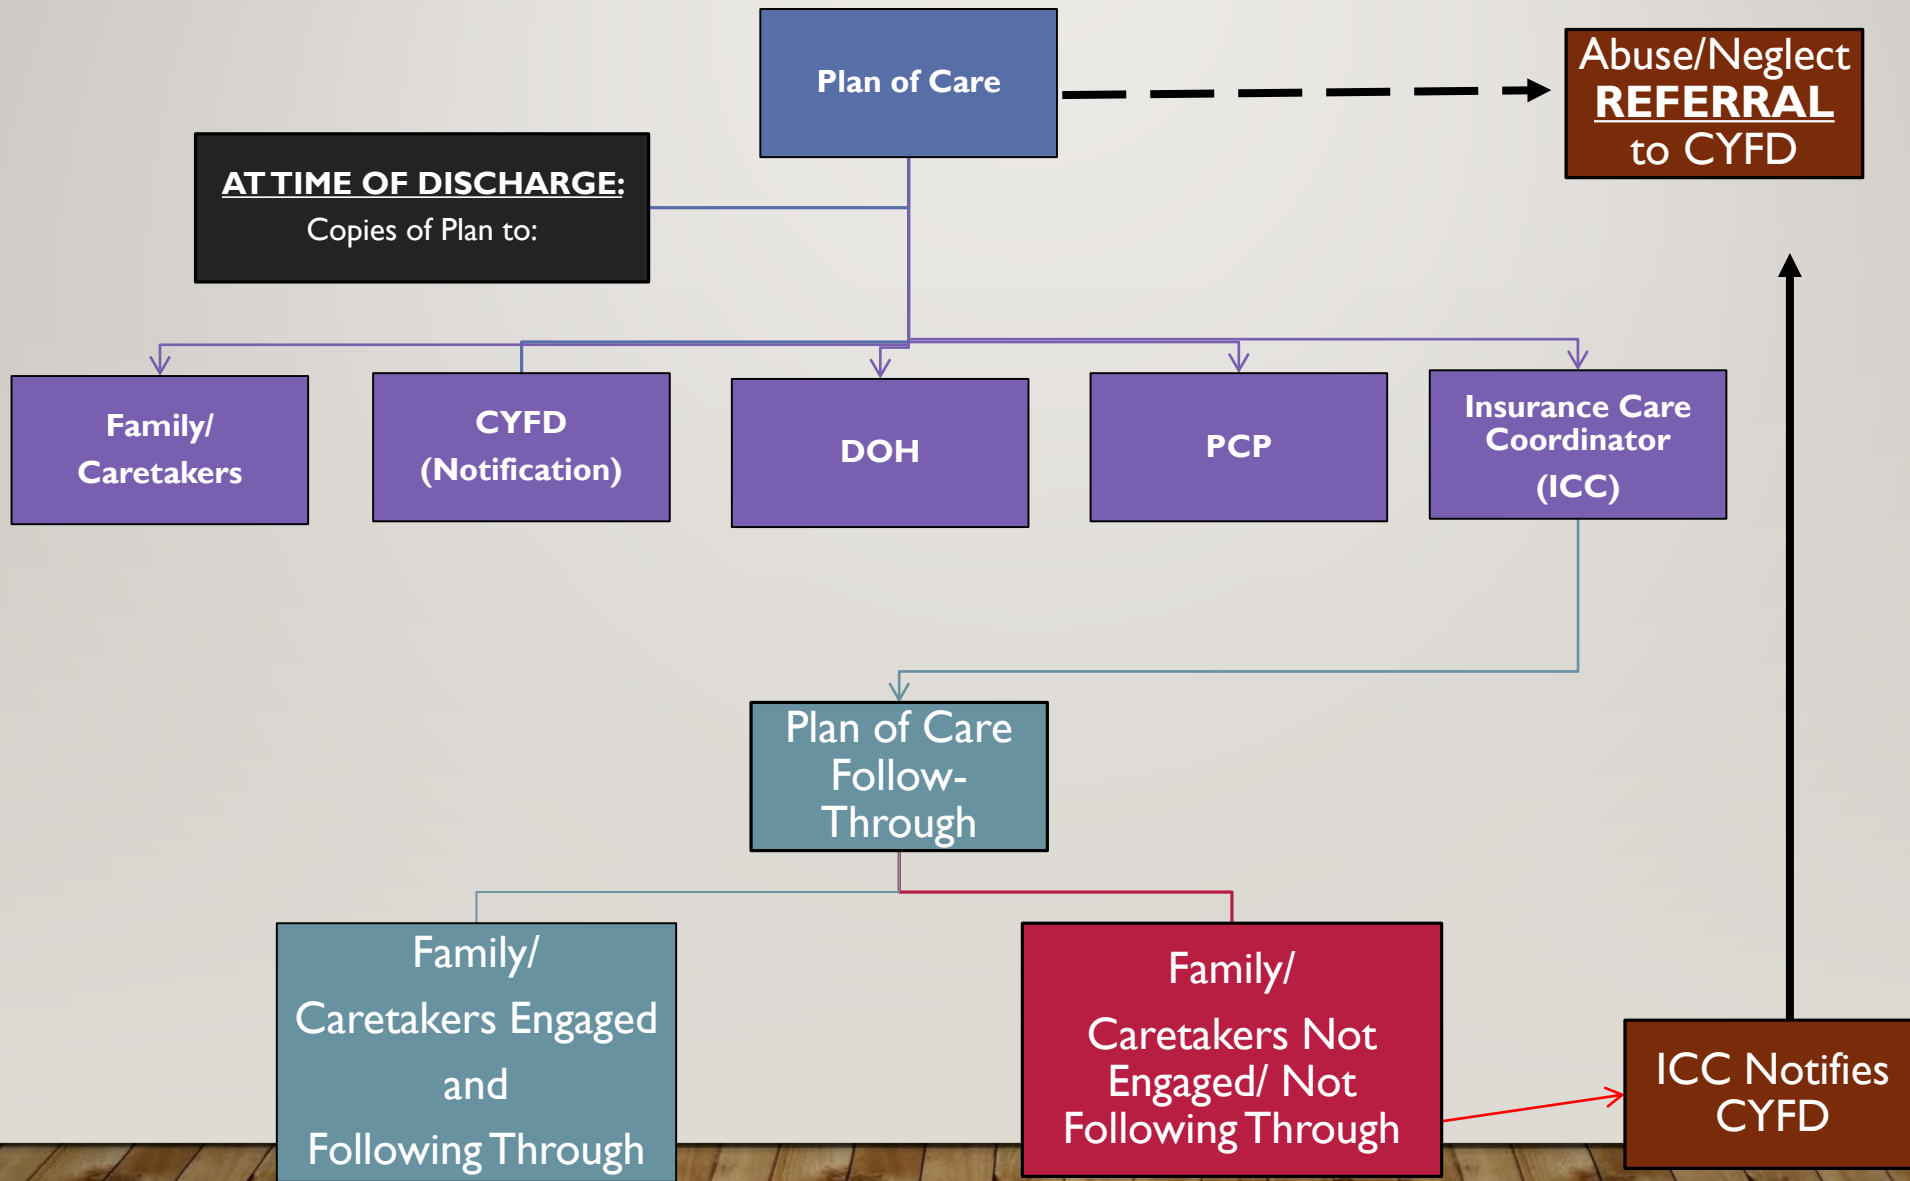 Plan of Care
Abuse/Neglect
REFERRAL
to CYFD
AT TIME OF DISCHARGE:
Copies of Plan to:
Family/
Caretakers
CYFD
(Notification)
DOH
PCP
Insurance Care
Coordinator
(ICC)
Plan of Care
Follow-
Through
Family/
Caretakers Engaged
and
Following Through
Family/
Caretakers Not
Engaged/ Not
Following Through
ICC Notifies
CYFD